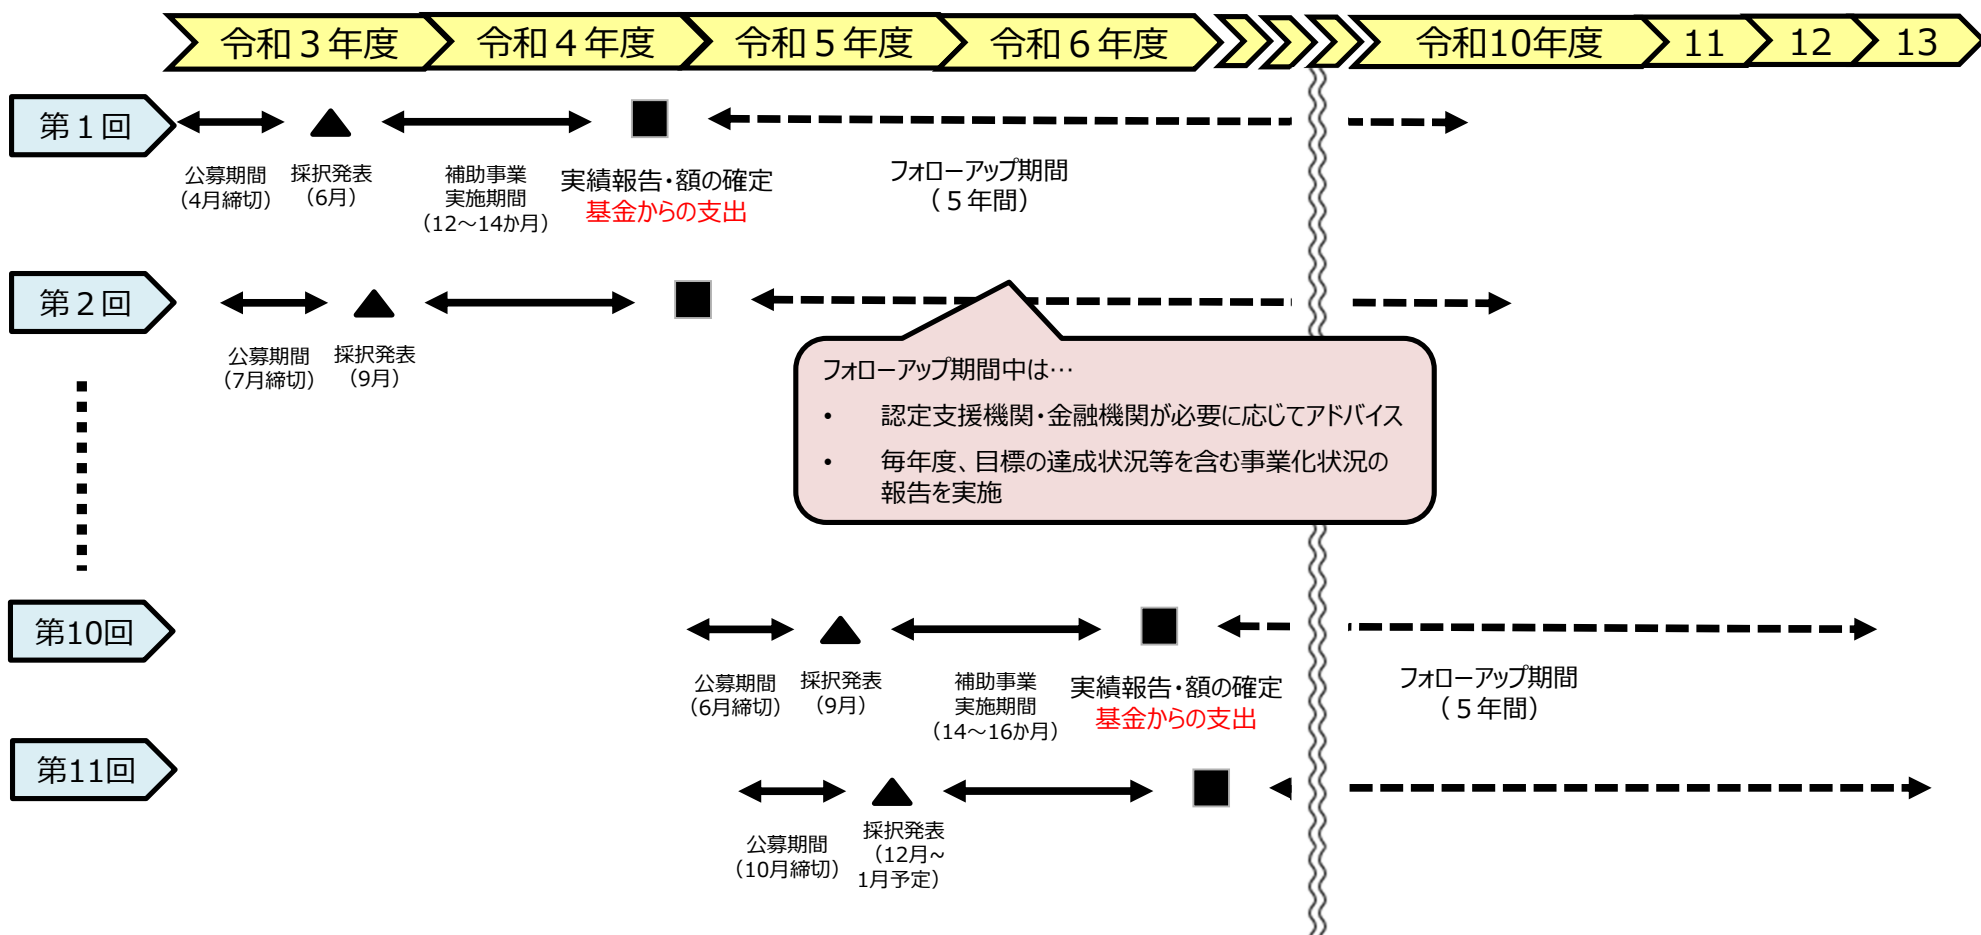 令和３年度
令和４年度
令和５年度
令和６年度
令和10年度
11
12
13
第１回
公募期間
（4月締切）
採択発表
（6月）
補助事業
実施期間
（12～14か月）
実績報告・額の確定
基金からの支出
フォローアップ期間
（５年間）
第２回
公募期間
（7月締切）
採択発表
（9月）
フォローアップ期間中は…
• 認定支援機関・金融機関が必要に応じてアドバイス
• 毎年度、目標の達成状況等を含む事業化状況の
報告を実施
第10回
公募期間
（6月締切）
採択発表
（9月）
補助事業
実施期間
（14～16か月）
実績報告・額の確定
基金からの支出
フォローアップ期間
（５年間）
第11回
公募期間
（10月締切）
採択発表
（12月~
1月予定）